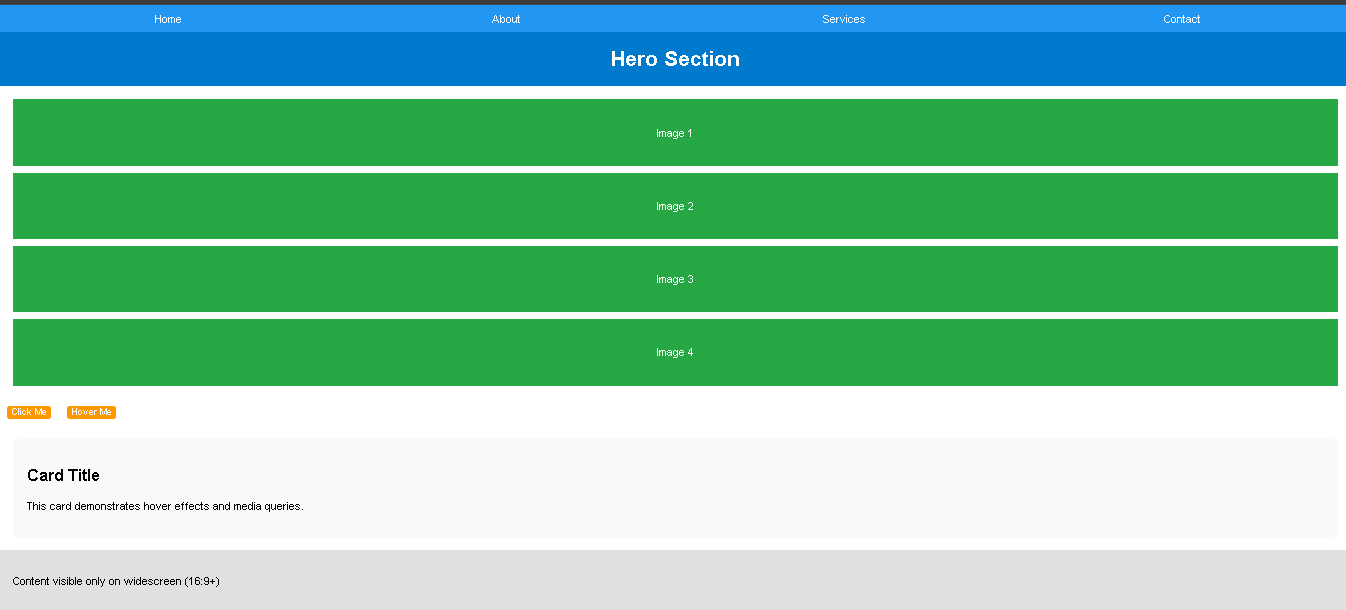 Home About Services Contact
Hero Section
Image 1
Image 2
Image 3
Image 4
Click Me Hover Me
Card Title
This card demonstrates hover effects and media queries.
Content visible only on widescreen (16:9+)